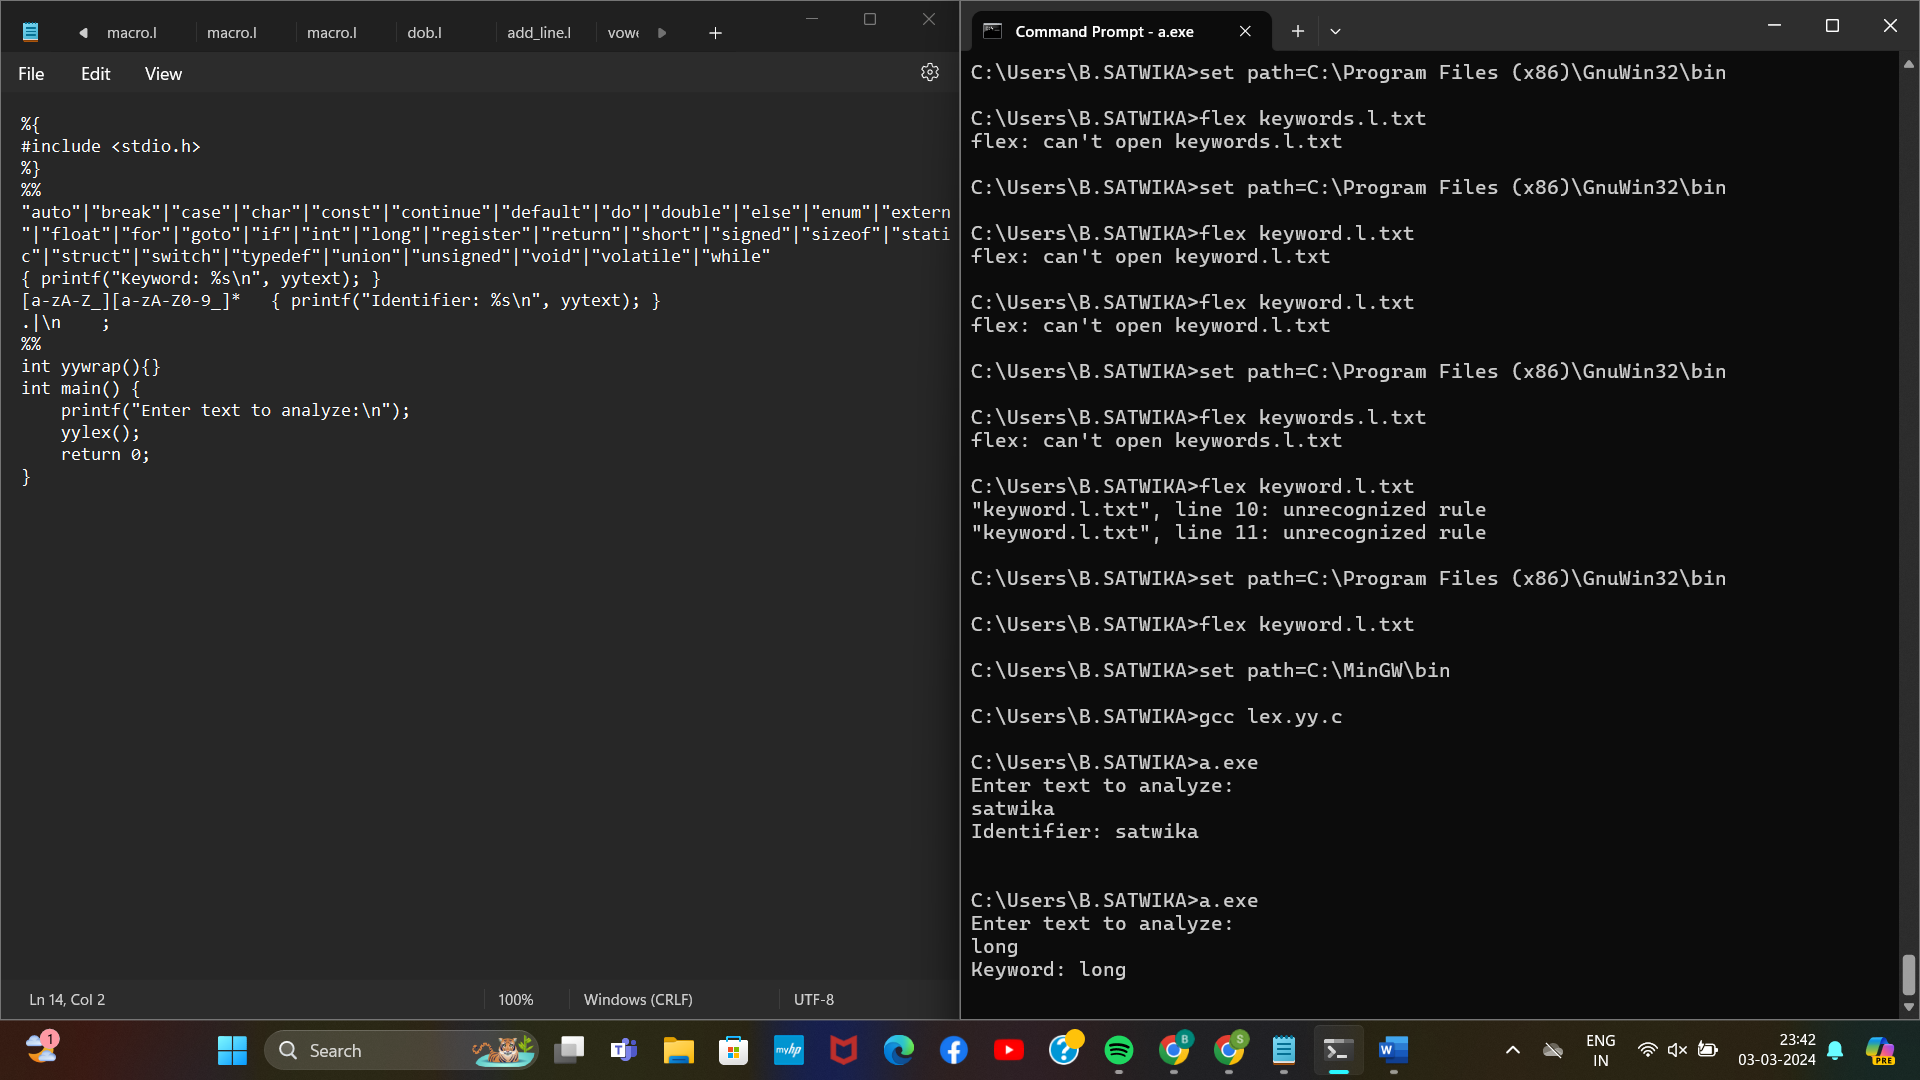 macro.l
macro.l
macro.l
dob.l
add_line.l
vow
File
Edit
View
%{
#include <stdio.h>
%}
%%
"auto"|"break"|"case"|"char"|"const"|"continue"|"default"|"do"|"double"|"else"|"enum"|"extern
"|"float"|"for"|"goto"|"if"|"int"|"long"|"register"|"return"|"short"|"signed"|"sizeof"|"stati
c"|"struct"|"switch"|"typedef"|"union"|"unsigned"|"void"|"volatile"|"while"
{ printf("Keyword: %s\n", yytext); }
[a-zA-Z_][a-zA-Z0-9_]*   { printf("Identifier: %s\n", yytext); }
.|\n    ;
%%
int yywrap(){}
int main() {
    printf("Enter text to analyze:\n");
    yylex();
    return 0;
}
Ln 14, Col 2
100%
Windows (CRLF)
UTF-8
Command Prompt - a.exe
C:\Users\B.SATWIKA>set path=C:\Program Files (x86)\GnuWin32\bin
C:\Users\B.SATWIKA>flex keywords.l.txt
flex: can't open keywords.l.txt
C:\Users\B.SATWIKA>set path=C:\Program Files (x86)\GnuWin32\bin
C:\Users\B.SATWIKA>flex keyword.l.txt
flex: can't open keyword.l.txt
C:\Users\B.SATWIKA>flex keyword.l.txt
flex: can't open keyword.l.txt
C:\Users\B.SATWIKA>set path=C:\Program Files (x86)\GnuWin32\bin
C:\Users\B.SATWIKA>flex keywords.l.txt
flex: can't open keywords.l.txt
C:\Users\B.SATWIKA>flex keyword.l.txt
"keyword.l.txt", line 10: unrecognized rule
"keyword.l.txt", line 11: unrecognized rule
C:\Users\B.SATWIKA>set path=C:\Program Files (x86)\GnuWin32\bin
C:\Users\B.SATWIKA>flex keyword.l.txt
C:\Users\B.SATWIKA>set path=C:\MinGW\bin
C:\Users\B.SATWIKA>gcc lex.yy.c
C:\Users\B.SATWIKA>a.exe
Enter text to analyze:
satwika
Identifier: satwika
C:\Users\B.SATWIKA>a.exe
Enter text to analyze:
long
Keyword: long
1
Search
myhp
B
S
W
ENG
IN
23:42
03-03-2024
PRE